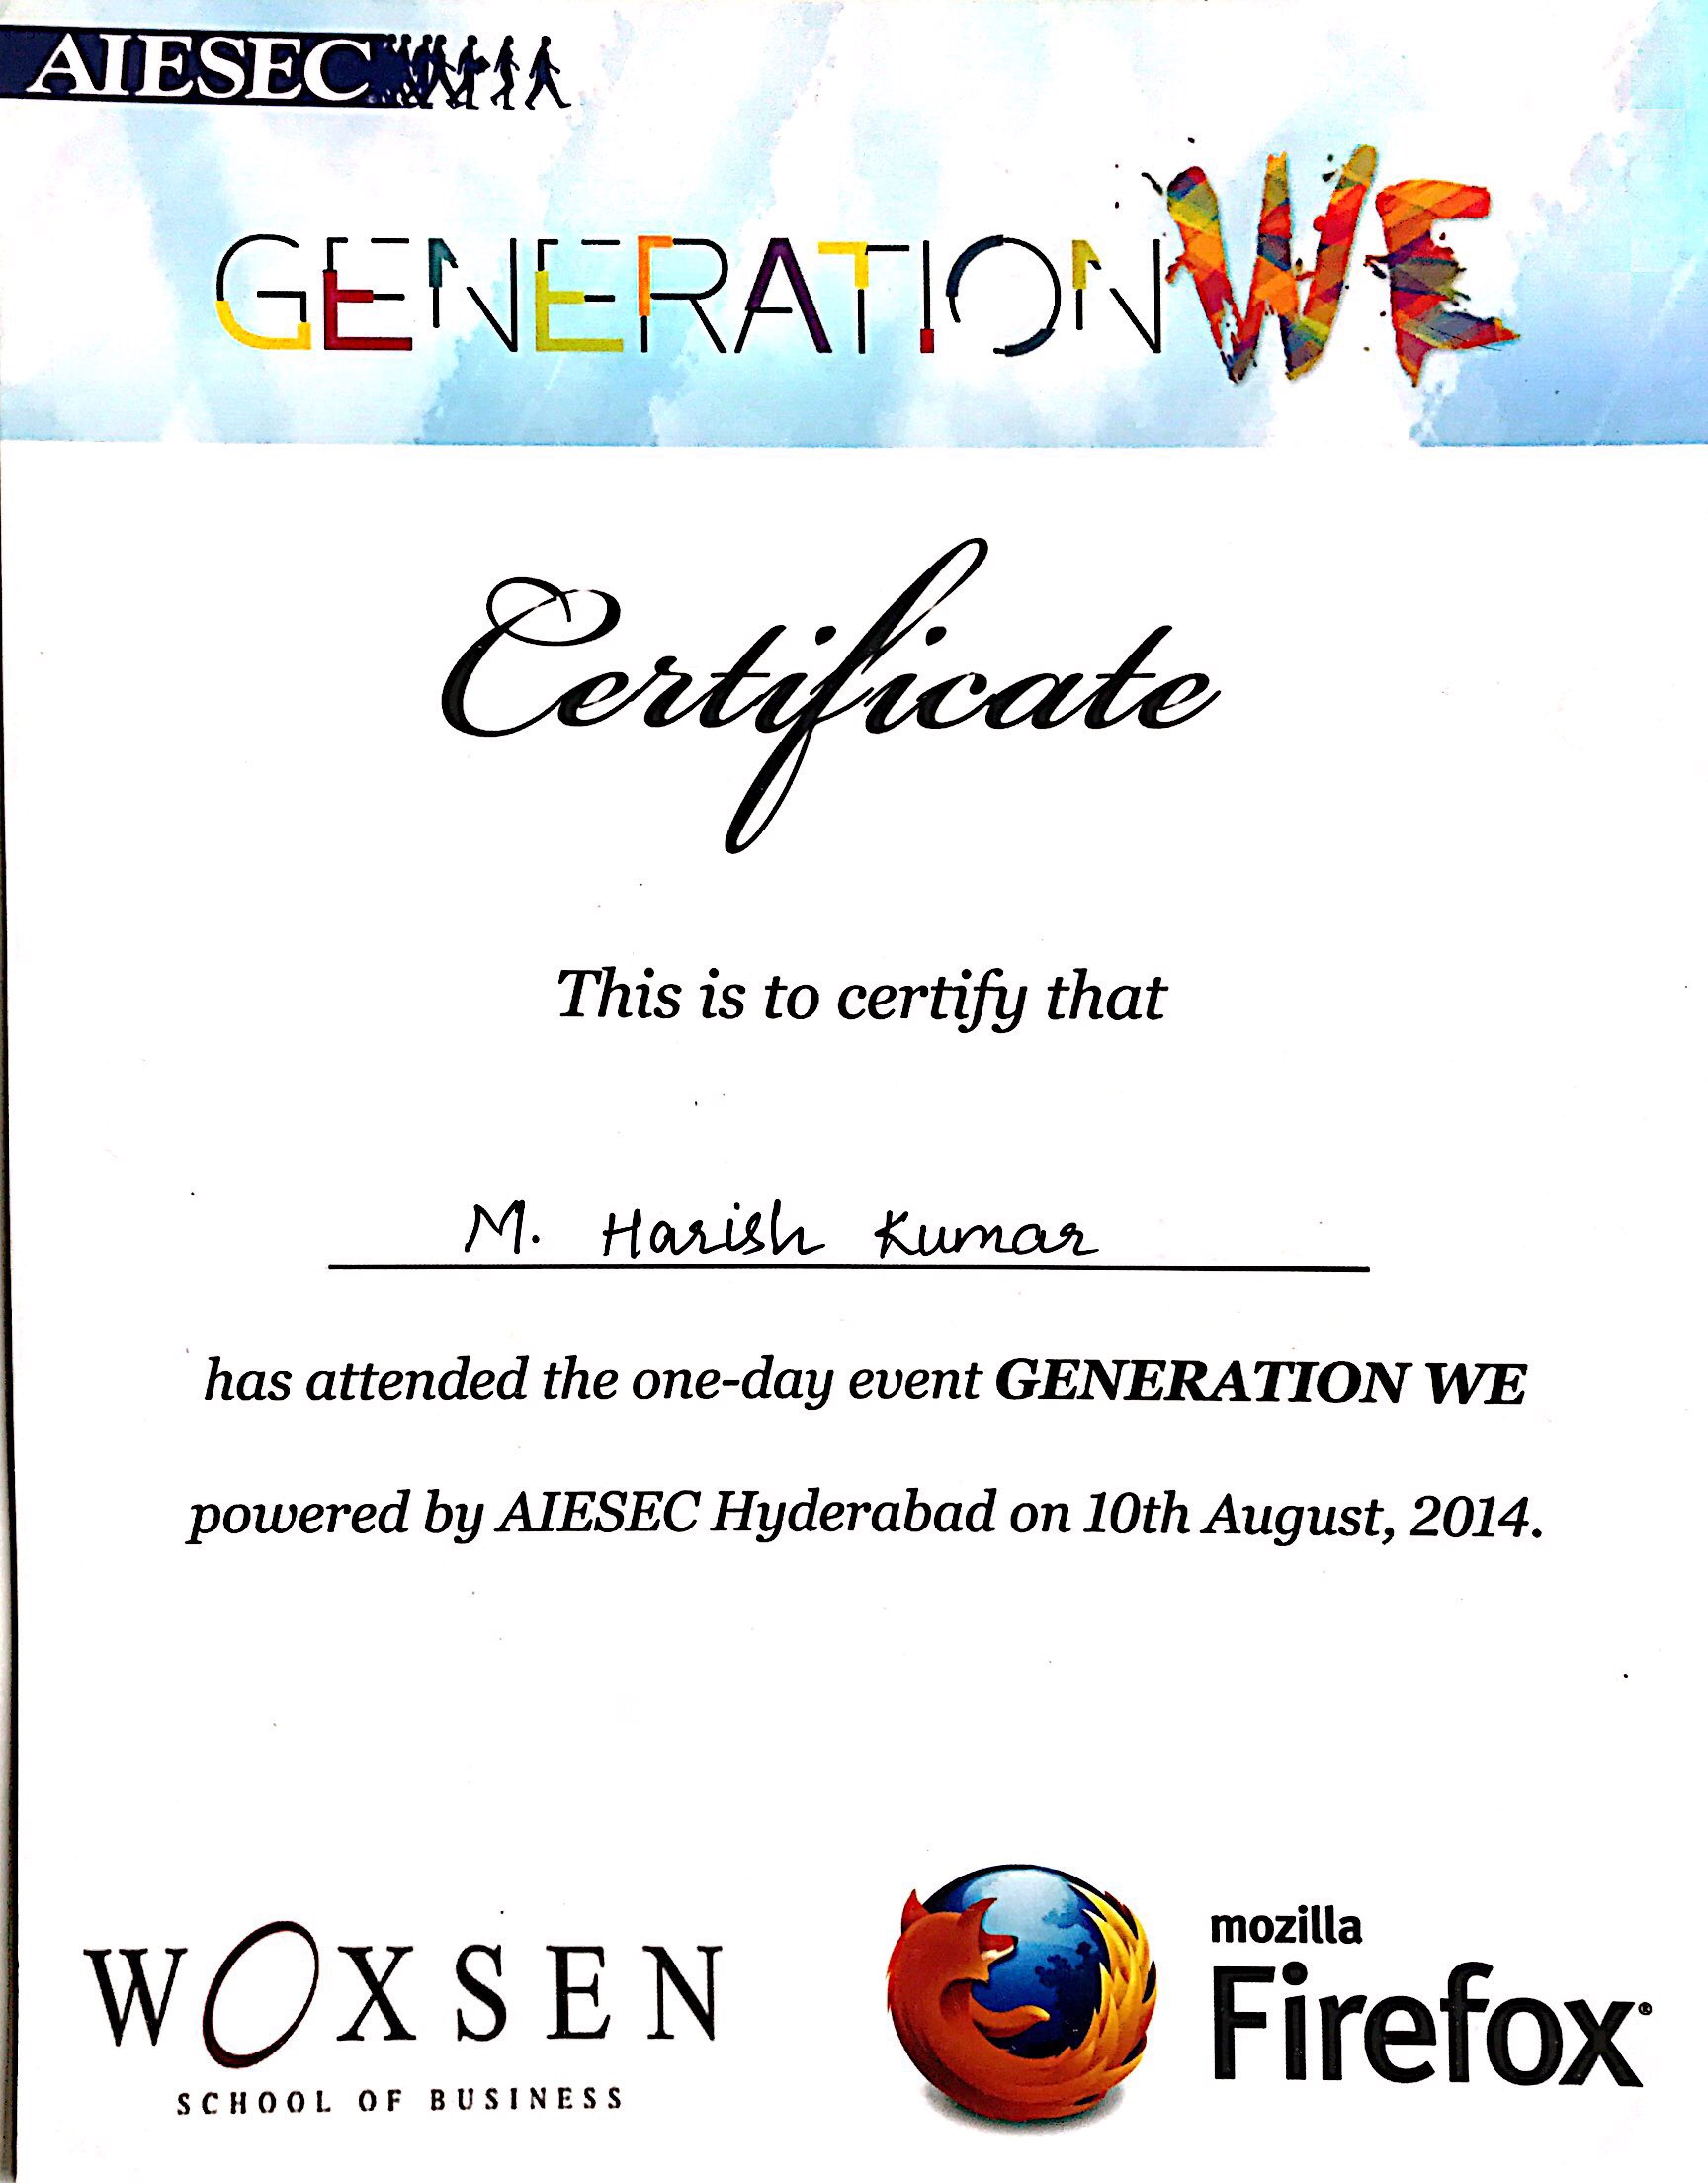 AIESEC
GENERATION WE
Certificate
This is to certify that
M. Harish Kumar
has attended the one-day event GENERATION WE
powered by AIESEC Hyderabad on 10th August, 2014.
WOXSEN
SCHOOL OF BUSINESS
mozilla
Firefox®